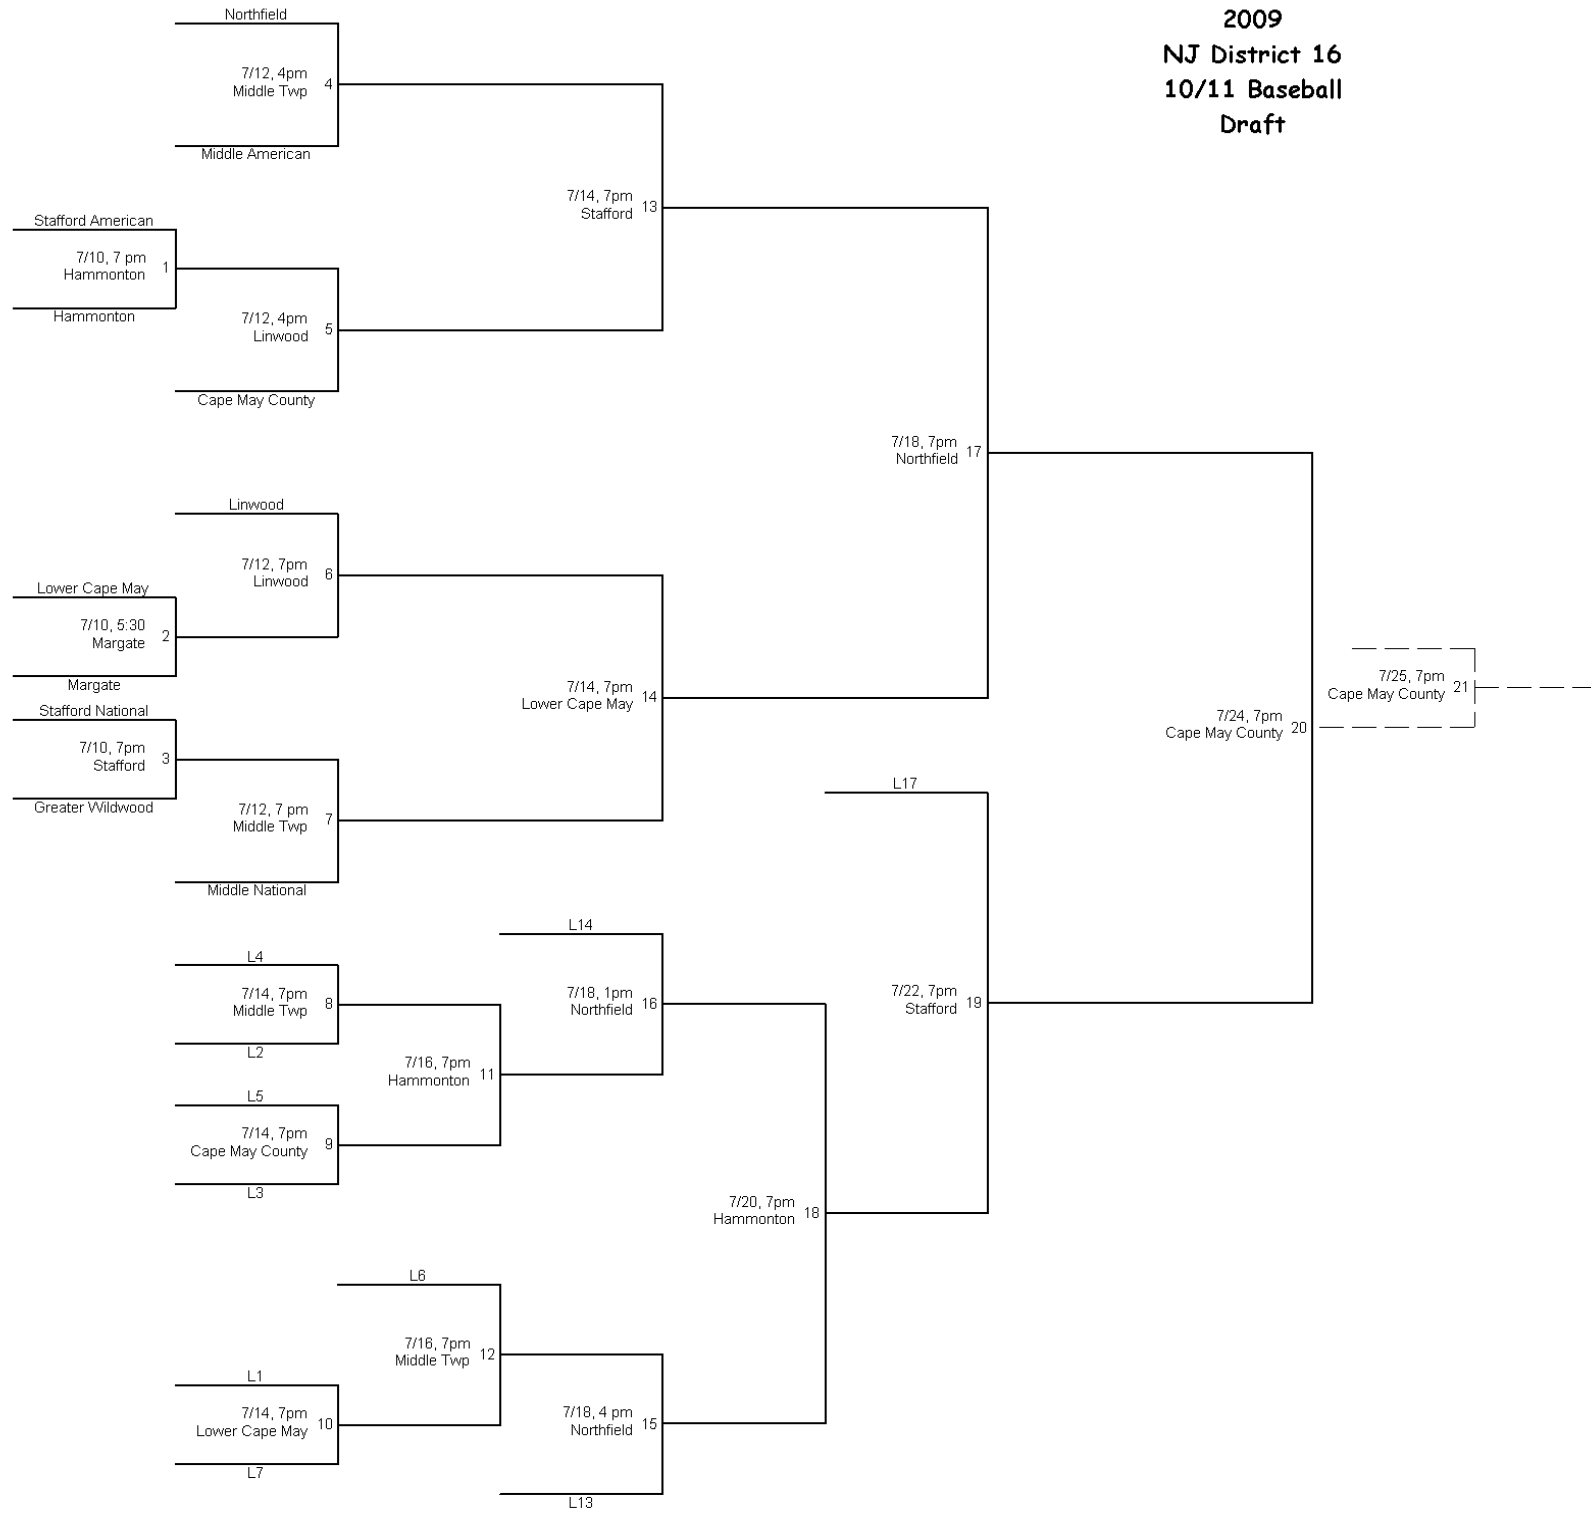 2009
NJ District 16
10/11 Baseball
Draft
Northfield
7/12, 4pm
Middle Twp 4
Middle American
7/14, 7pm
Stafford 13
Stafford American
7/10, 7 pm
Hammonton 1
Hammonton
7/12, 4pm
Linwood 5
Cape May County
7/18, 7pm
Northfield 17
Linwood
7/12, 7pm
Linwood 6
Lower Cape May
7/10, 5:30
Margate 2
Margate
7/14, 7pm
Lower Cape May 14
Stafford National
7/10, 7pm
Stafford 3
Greater Wildwood
7/12, 7 pm
Middle Twp 7
Middle National
7/25, 7pm
Cape May County 21
7/24, 7pm
Cape May County 20
L17
L14
L4
7/14, 7pm
Middle Twp 8
L2
7/18, 1pm
Northfield 16
7/22, 7pm
Stafford 19
7/16, 7pm
Hammonton 11
L5
7/14, 7pm
Cape May County 9
L3
7/20, 7pm
Hammonton 18
L6
7/16, 7pm
Middle Twp 12
L1
7/14, 7pm
Lower Cape May 10
L7
7/18, 4 pm
Northfield 15
L13